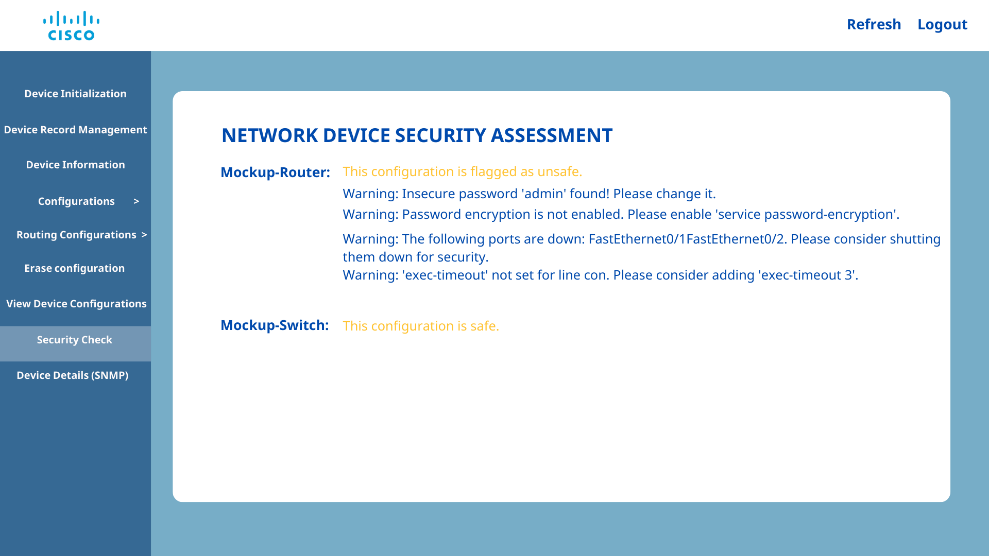 CISCO
Refresh Logout
Device Initialization
Device Record Management
Device Information
Configurations >
Routing Configurations >
Erase configuration
View Device Configurations
Security Check
Device Details (SNMP)
NETWORK DEVICE SECURITY ASSESSMENT
Mockup-Router: This configuration is flagged as unsafe.
Warning: Insecure password 'admin' found! Please change it.
Warning: Password encryption is not enabled. Please enable 'service password-encryption'.
Warning: The following ports are down: FastEthernet0/1FastEthernet0/2. Please consider shutting
them down for security.
Warning: 'exec-timeout' not set for line con. Please consider adding 'exec-timeout 3'.
Mockup-Switch: This configuration is safe.